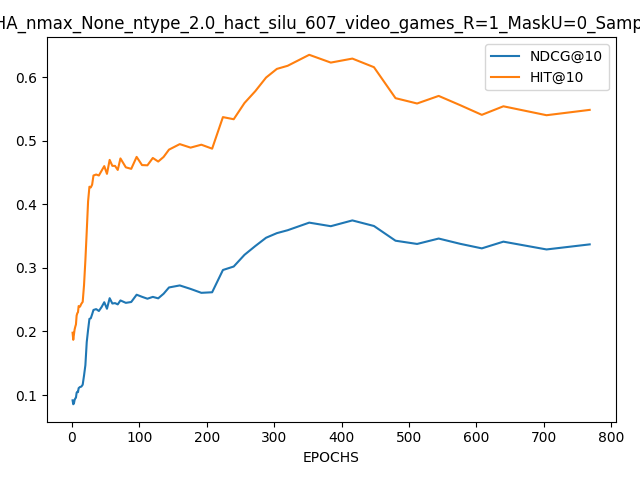 HA_nmax_None_ntype_2.0_hact_silu_607_video_games_R=1_MaskU=0_Samp
NDCG@10
HIT@10
0.6
0.5
0.4
0.3
0.2
0.1
0 100 200 300 400 500 600 700 800
EPOCHS